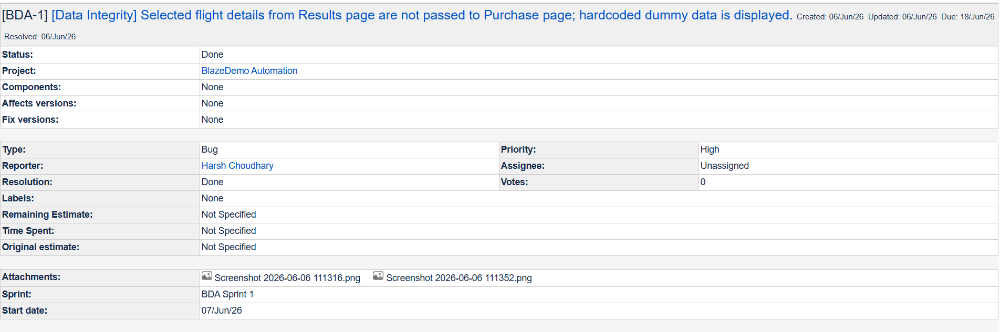 [BDA-1] [Data Integrity] Selected flight details from Results page are not passed to Purchase page; hardcoded dummy data is displayed. Created: 06/Jun/26 Updated: 06/Jun/26 Due: 18/Jun/26
Resolved: 06/Jun/26
Status: Done
Project: BlazeDemo Automation
Components: None
Affects versions: None
Fix versions: None
Type: Bug Priority: High
Reporter: Harsh Choudhary Assignee: Unassigned
Resolution: Done Votes: 0
Labels: None
Remaining Estimate: Not Specified
Time Spent: Not Specified
Original estimate: Not Specified
Attachments: Screenshot 2026-06-06 111316.png Screenshot 2026-06-06 111352.png
Sprint: BDA Sprint 1
Start date: 07/Jun/26